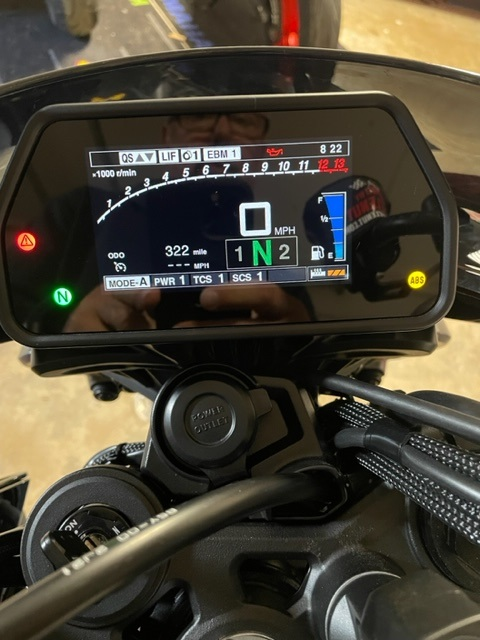 QS LIF 1 EBM 1 8 22
×1000 r/min
1 2 3 4 5 6 7 8 9 10 11 12 13
F
0 MPH
½
ODO 322 mile
1 N 2
E
--- MPH
MODE-A PWR 1 TCS 1 SCS 1
N
ABS
POWER OUTLET
ON